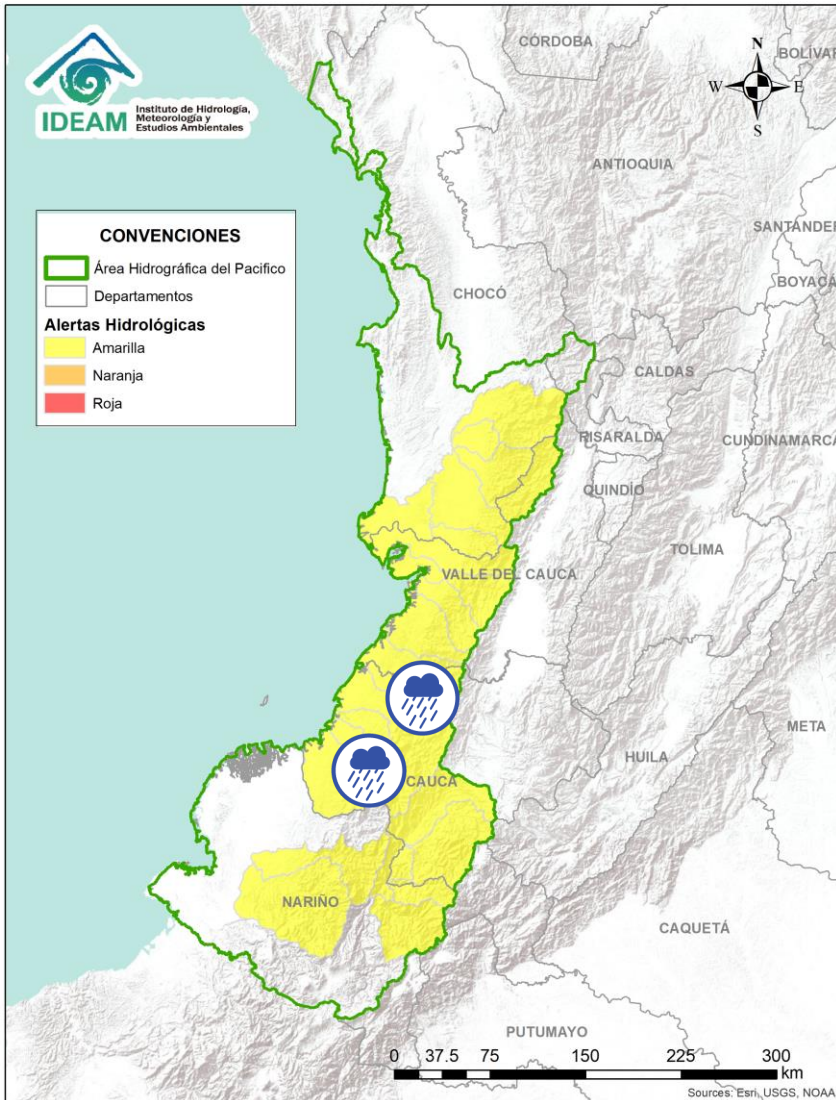 IDEAM
Instituto de Hidrología,
Meteorología y
Estudios Ambientales
CÓRDOBA
BOLÍVAR
N
W E
S
ANTIOQUIA
SANTANDER
BOYACÁ
CONVENCIONES
Área Hidrográfica del Pacifico
Departamentos
Alertas Hidrológicas
Amarilla
Naranja
Roja
CHOCÓ
CALDAS
RISARALDA
CUNDINAMARCA
QUINDÍO
TOLIMA
VALLE DEL CAUCA
META
HUILA
CAUCA
NARIÑO
CAQUETÁ
PUTUMAYO
0 37.5 75 150 225 300
km
Sources: Esri, USGS, NOAA